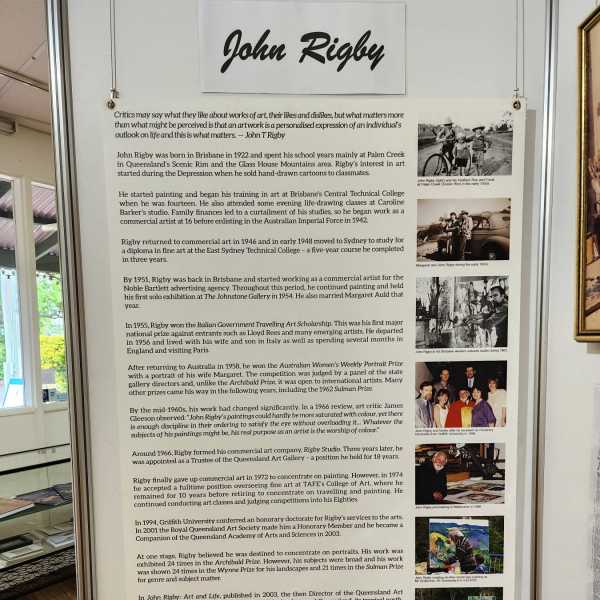 John Rigby
Critics may say what they like about works of art, their likes and dislikes, but what matters more
than what might be perceived is that an artwork is a personalised expression of an individual's
outlook on life and this is what matters. — John T Rigby
John Rigby was born in Brisbane in 1922 and spent his school years mainly at Palen Creek
in Queensland's Scenic Rim and the Glass House Mountains area. Rigby's interest in art
started during the Depression when he sold hand-drawn cartoons to classmates.
He started painting and began his training in art at Brisbane's Central Technical College
when he was fourteen. He also attended some evening life-drawing classes at Caroline
Barker's studio. Family finances led to a curtailment of his studies, so he began work as a
commercial artist at 16 before enlisting in the Australian Imperial Force in 1942.
Rigby returned to commercial art in 1946 and in early 1948 moved to Sydney to study for
a diploma in fine art at the East Sydney Technical College – a five-year course he completed
in three years.
By 1951, Rigby was back in Brisbane and started working as a commercial artist for the
Noble Bartlett advertising agency. Throughout this period, he continued painting and held
his first solo exhibition at The Johnstone Gallery in 1954. He also married Margaret Auld that
year.
In 1955, Rigby won the Italian Government Travelling Art Scholarship. This was his first major
national prize against entrants such as Lloyd Rees and many emerging artists. He departed
in 1956 and lived with his wife and son in Italy as well as spending several months in
England and visiting Paris.
After returning to Australia in 1958, he won the Australian Women's Weekly Portrait Prize
with a portrait of his wife Margaret. The competition was judged by a panel of the state
gallery directors and, unlike the Archibald Prize, it was open to international artists. Many
other prizes came his way in the following years, including the 1962 Sulman Prize.
By the mid-1960s, his work had changed significantly. In a 1966 review, art critic James
Gleeson observed: "John Rigby's paintings could hardly be more saturated with colour, yet there
is enough discipline in their ordering to satisfy the eye without overloading it... Whatever the
subjects of his paintings might be, his real purpose as an artist is the worship of colour."
Around 1966, Rigby formed his commercial art company, Rigby Studio. Three years later, he
was appointed as a Trustee of the Queensland Art Gallery – a position he held for 18 years.
Rigby finally gave up commercial art in 1972 to concentrate on painting. However, in 1974
he accepted a fulltime position overseeing fine art at TAFE's College of Art, where he
remained for 10 years before retiring to concentrate on travelling and painting. He
continued conducting art classes and judging competitions into his Eighties.
In 1994, Griffith University conferred an honorary doctorate for Rigby's services to the arts.
In 2001 the Royal Queensland Art Society made him a Honorary Member and he became a
Companion of the Queensland Academy of Arts and Sciences in 2003.
At one stage, Rigby believed he was destined to concentrate on portraits. His work was
exhibited 24 times in the Archibald. However, his subjects were broad and his work
was shown 24 times in the Wynne Prize for his landscapes and 21 times in the Sulman Prize
for genre and subject matter.
In John Rigby: Art and Life, published in 2003, the then Director of the Queensland Art